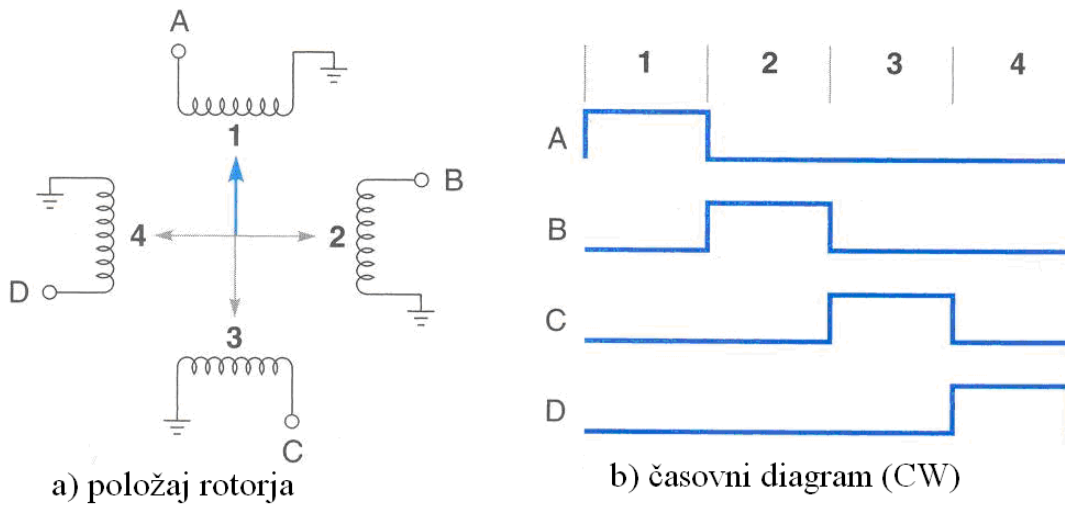 A
1
B
4
2
D
3
C
a) položaj rotorja
1 2 3 4
A
B
C
D
b) časovni diagram (CW)